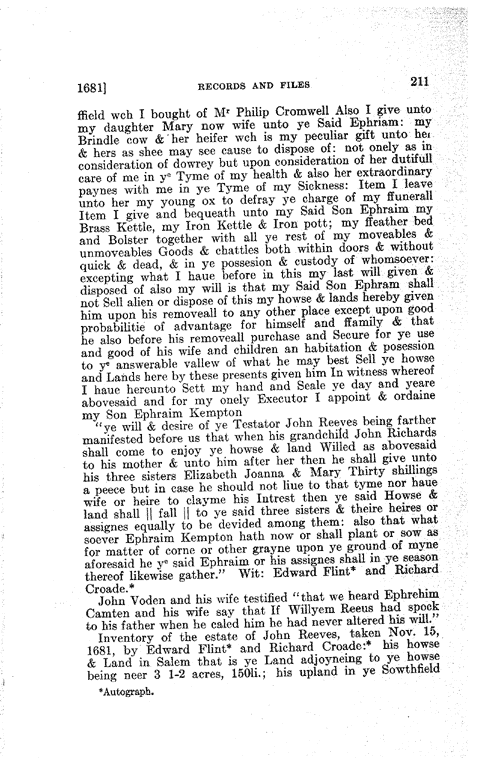 1681] RECORDS AND FILES 211
ffield wch I bought of Mr Philip Cromwell Also I give unto
my daughter Mary now wife unto ye Said Ephriam: my
Brindle cow & her heifer wch is my peculiar gift unto her
& hers as shee may see cause to dispose of: not onely as in
consideration of dowrey but upon consideration of her dutifull
care of me in ye Tyme of my health & also her extraordinary
paynes with me in ye Tyme of my Sickness: Item I leave
unto her my young ox to defray ye charge of my ffunerall
Item I give and bequeath unto my Said Son Ephraim my
Brass Kettle, my Iron Kettle & Iron pott; my ffeather bed
and Bolster together with all ye rest of my moveables &
unmoveables Goods & chattles both within doors & without
quick & dead, & in ye possesion & custody of whomsoever:
excepting what I haue before in this my last will given &
disposed of also my will is that my Said Son Ephram shall
not Sell alien or dispose of this my howse & lands hereby given
him upon his removeall to any other place except upon good
probabilitie of advantage for himself and ffamily & that
he also before his removeall purchase and Secure for ye use
and good of his wife and children an habitation & posession
to ye answerable vallew of what he may best Sell ye howse
and Lands here by these presents given him In witness whereof
I haue hereunto Sett my hand and Seale ye day and yeare
abovesaid and for my onely Executor I appoint & ordaine
my Son Ephraim Kempton
"ye will & desire of ye Testator John Reeves being farther
manifested before us that when his grandchild John Richards
shall come to enjoy ye howse & land Willed as abovesaid
to his mother & unto him after her then he shall give unto
his three sisters Elizabeth Joanna & Mary Thirty shillings
a peece but in case he should not liue to that tyme nor haue
wife or heire to clayme his Intrest then ye said Howse &
land shall || fall || to ye said three sisters & theire heires or
assignes equally to be devided among them: also that what
soever Ephraim Kempton hath now or shall plant or sow as
for matter of corne or other grayne upon ye ground of myne
aforesaid he ye said Ephraim or his assignes shall in ye season
thereof likewise gather." Wit: Edward Flint* and Richard
Croade.*
John Voden and his wife testified "that we heard Ephrehim
Camten and his wife say that If Willyem Reeus had spock
to his father when he caled him he had never altered his will."
Inventory of the estate of John Reeves, taken Nov. 15,
1681, by Edward Flint* and Richard Croade:* his howse
& Land in Salem that is ye Land adjoyneing to ye howse
being neer 3 1-2 acres, 150li.; his upland in ye Sowthfield
*Autograph.